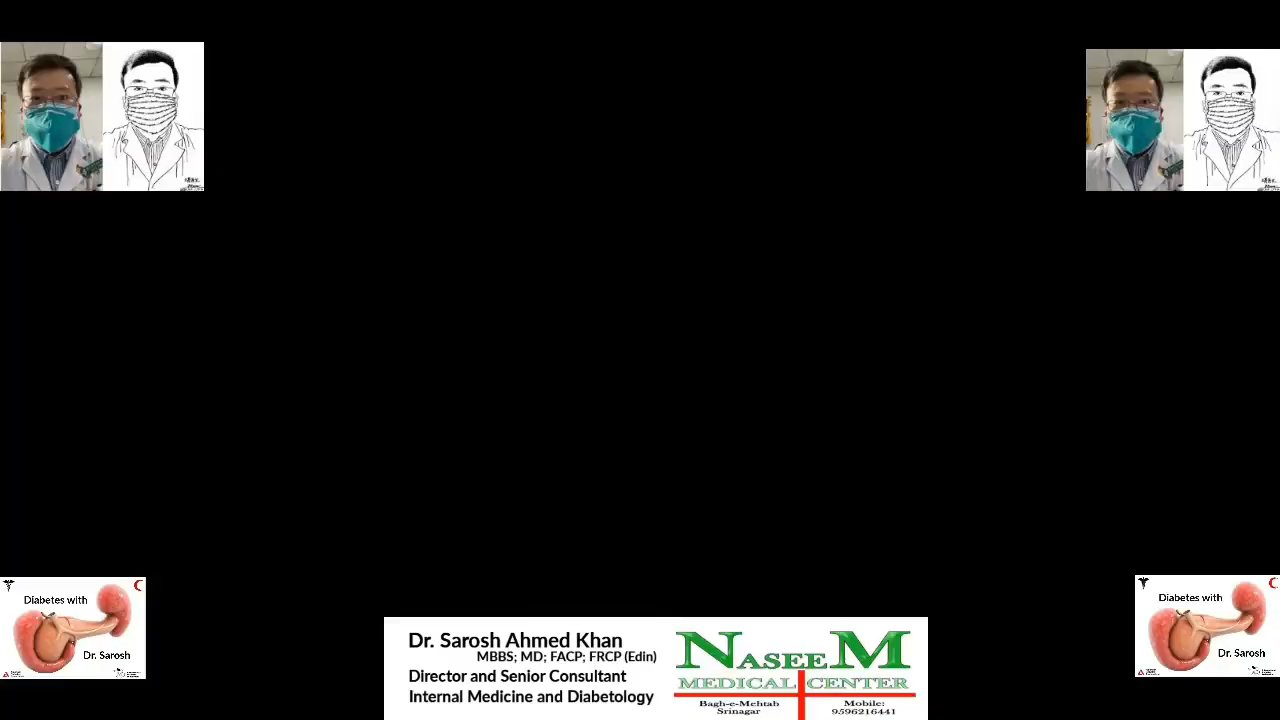 Diabetes with
Dr. Sarosh
Dr. Sarosh Ahmed Khan
MBBS; MD; FACP; FRCP (Edin)
Director and Senior Consultant
Internal Medicine and Diabetology
NASEEM
MEDICAL CENTER
Bagh-e-Mehtab
Srinagar
Mobile:
9596216441
Diabetes with
Dr. Sarosh